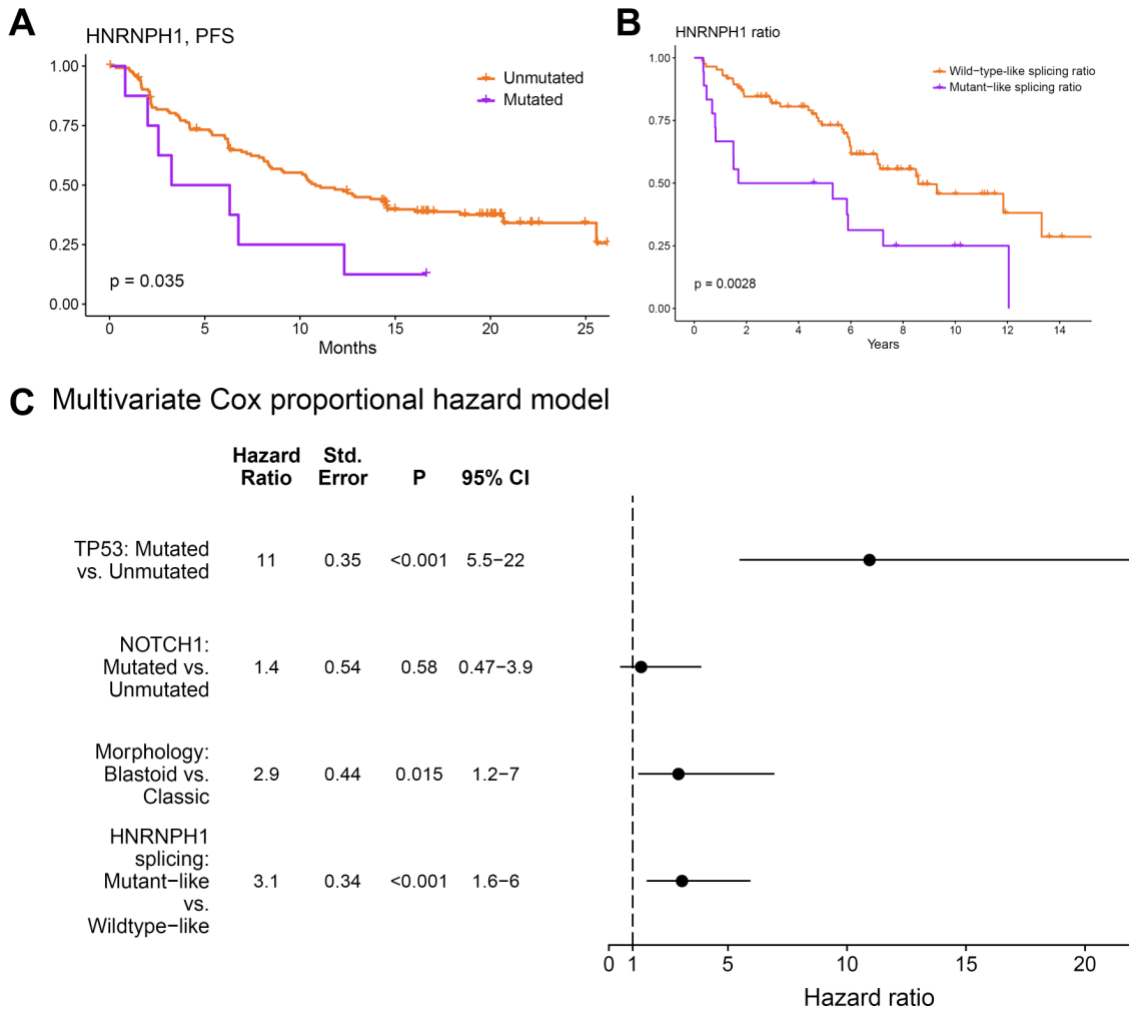 A
HNRNPH1, PFS
1.00
0.75
0.50
0.25
0.00
Unmutated
Mutated
p = 0.035
0 5 10 15 20 25
Months
B
HNRNPH1 ratio
1.00
0.75
0.50
0.25
0.00
Wild−type−like splicing ratio
Mutant−like splicing ratio
p = 0.0028
0 2 4 6 8 10 12 14
Years
C Multivariate Cox proportional hazard model
Hazard Std.
Ratio Error P 95% CI
TP53: Mutated
vs. Unmutated
11 0.35 <0.001 5.5−22
NOTCH1:
Mutated vs.
Unmutated
1.4 0.54 0.58 0.47−3.9
Morphology:
Blastoid vs.
Classic
2.9 0.44 0.015 1.2−7
HNRNPH1
splicing:
Mutant−like
vs.
Wildtype−like
3.1 0.34 <0.001 1.6−6
0 1 5 10 15 20
Hazard ratio